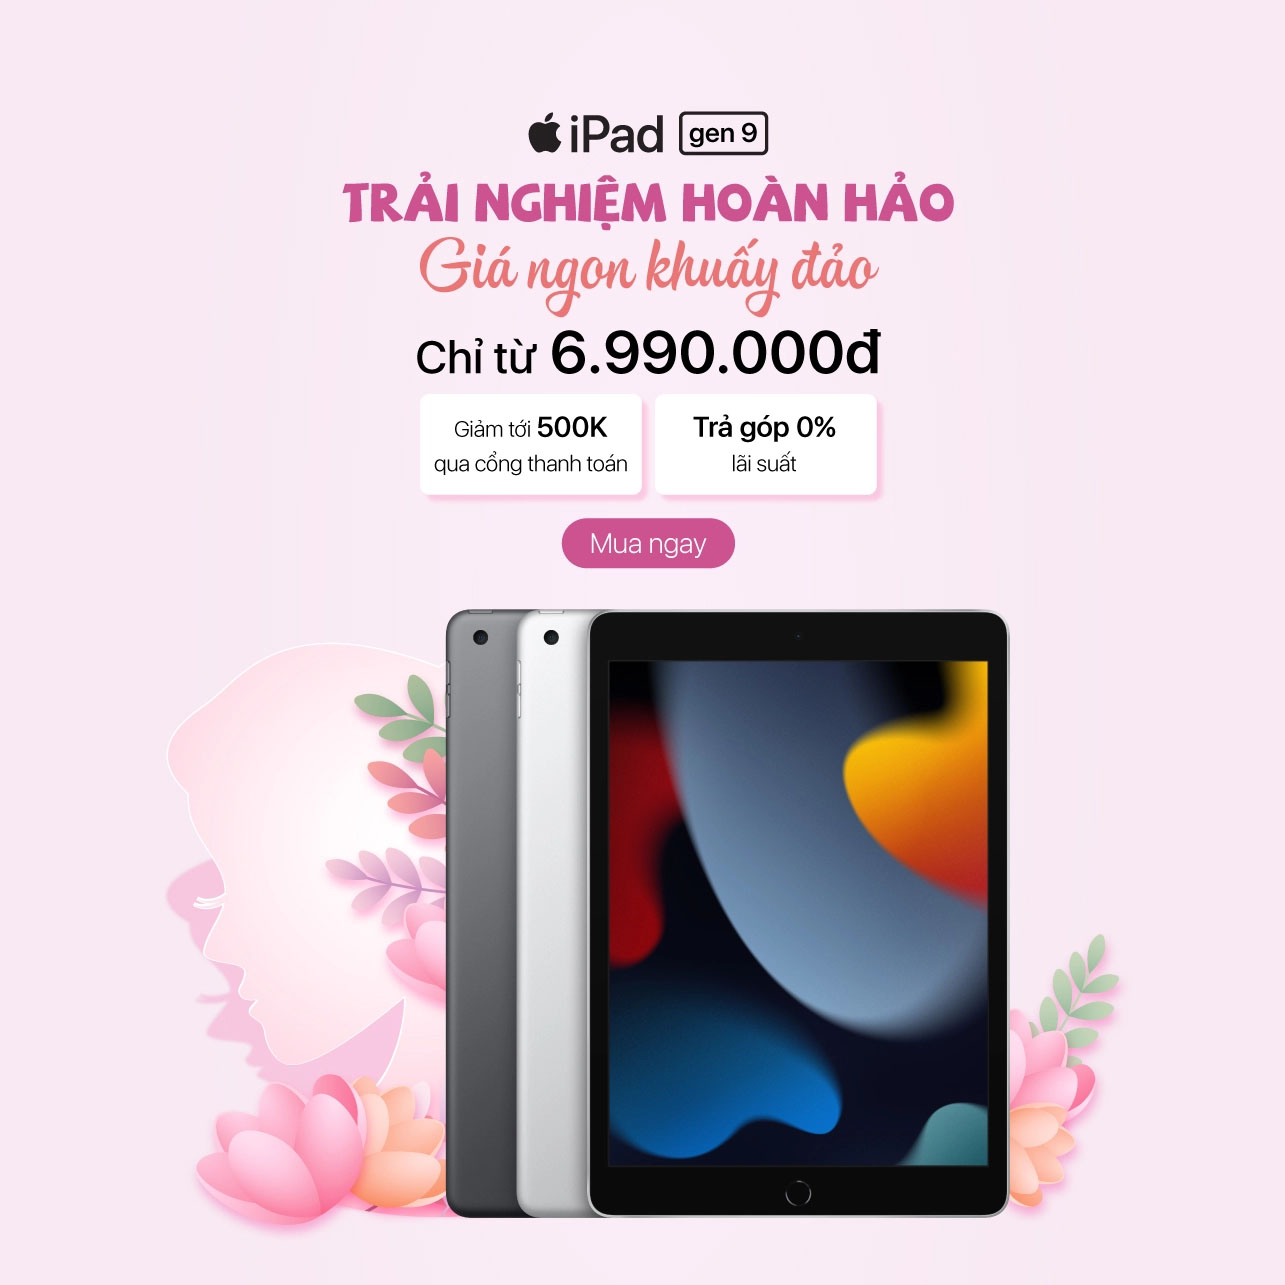 iPad gen 9
TRẢI NGHIỆM HOÀN HẢO
Giá ngon khuấy đảo
Chỉ từ 6.990.000đ
Giảm tới 500K
qua cổng thanh toán
Trả góp 0%
lãi suất
Mua ngay